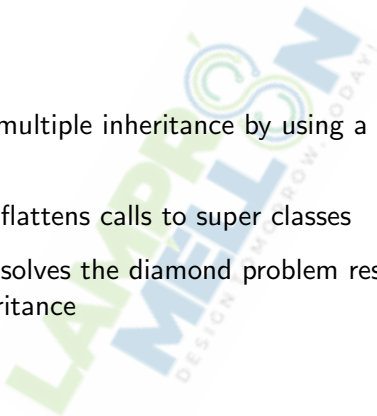 multiple inheritance by using a
flattens calls to super classes
solves the diamond problem res
ritance
LAMPRÓN
MELLON
DESIGN TOMORROW, TODAY!